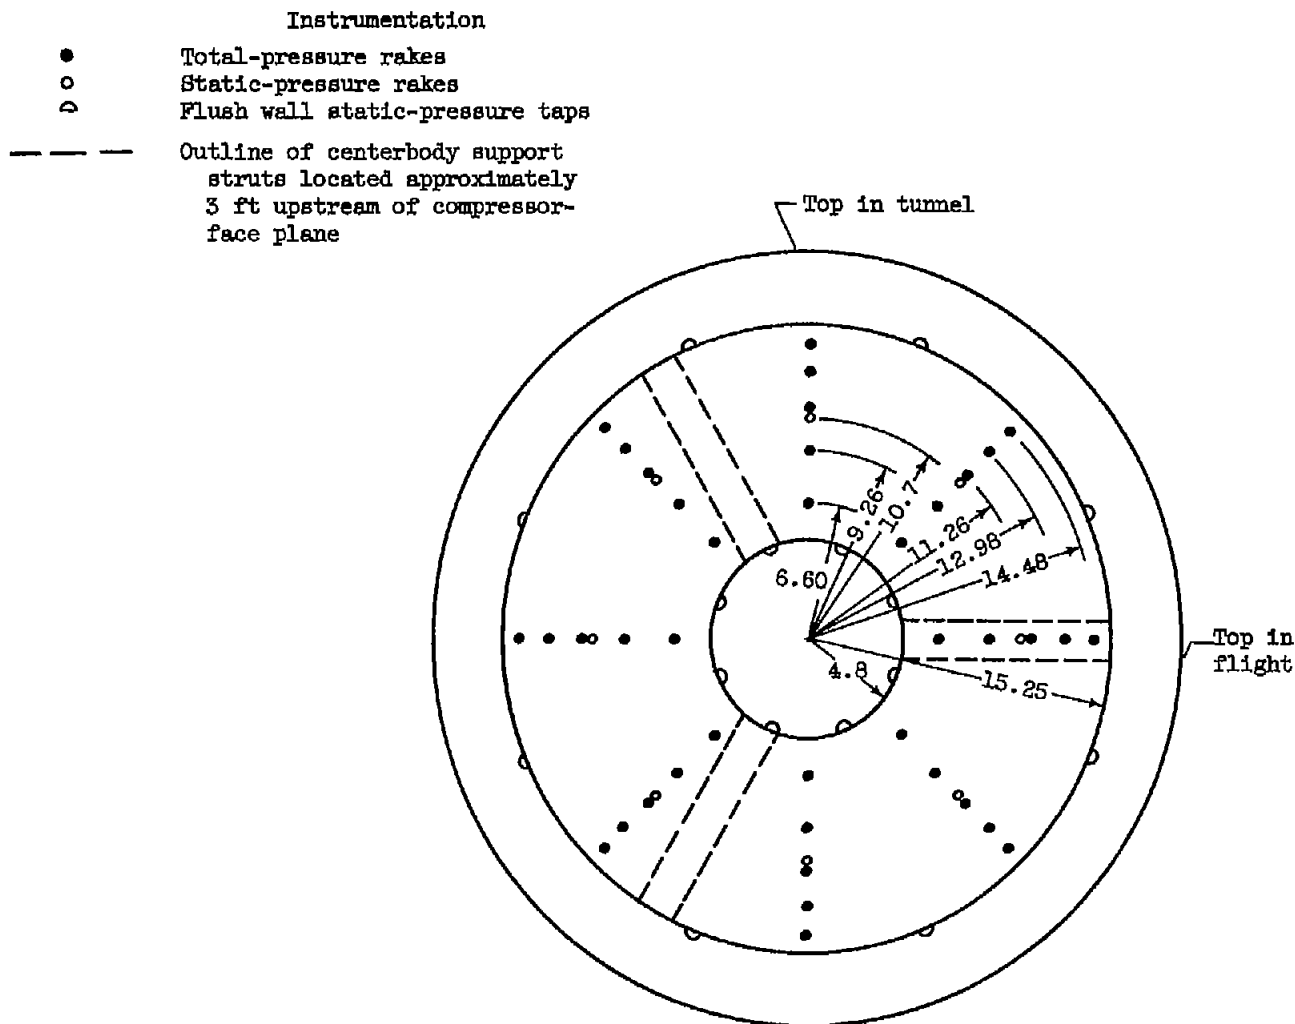 Instrumentation
Total-pressure rakes
Static-pressure rakes
Flush wall static-pressure taps
Outline of centerbody support
struts located approximately
3 ft upstream of compressor-
face plane
Top in tunnel
9.26
10.7
11.26
12.98
14.48
6.60
4.8
15.25
Top in
flight